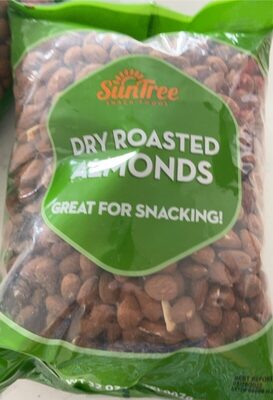 SunTree
SNACK FOODS
DRY ROASTED
ALMONDS
GREAT FOR SNACKING!